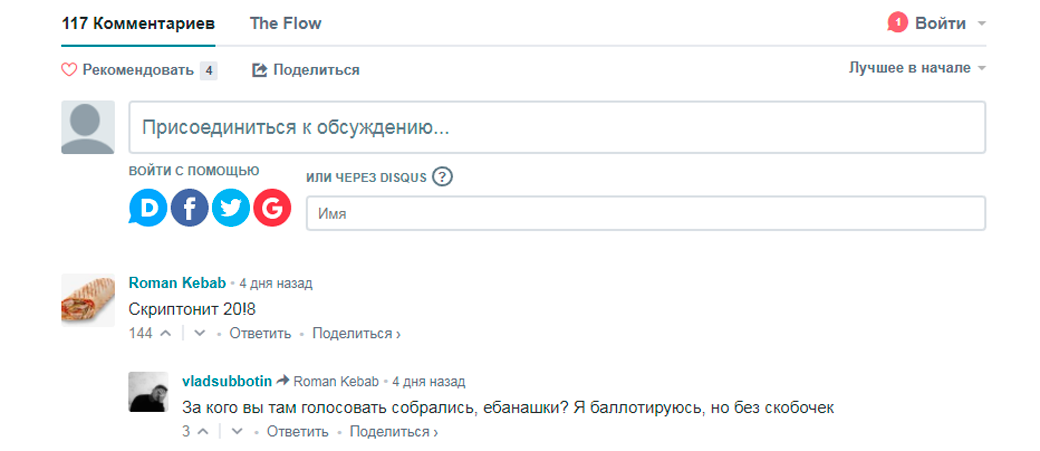 117 Комментариев The Flow 1 Войти
Рекомендовать 4 Поделиться Лучшее в начале
Присоединиться к обсуждению...
ВОЙТИ С ПОМОЩЬЮ
ИЛИ ЧЕРЕЗ DISQUS ?
D f G
Имя
Roman Kebab • 4 дня назад
Скриптонит 20!8
144 • Ответить • Поделиться ›
vladsubbotin Roman Kebab • 4 дня назад
За кого вы там голосовать собрались, ебанашки? Я баллотируюсь, но без скобочек
3 • Ответить • Поделиться ›